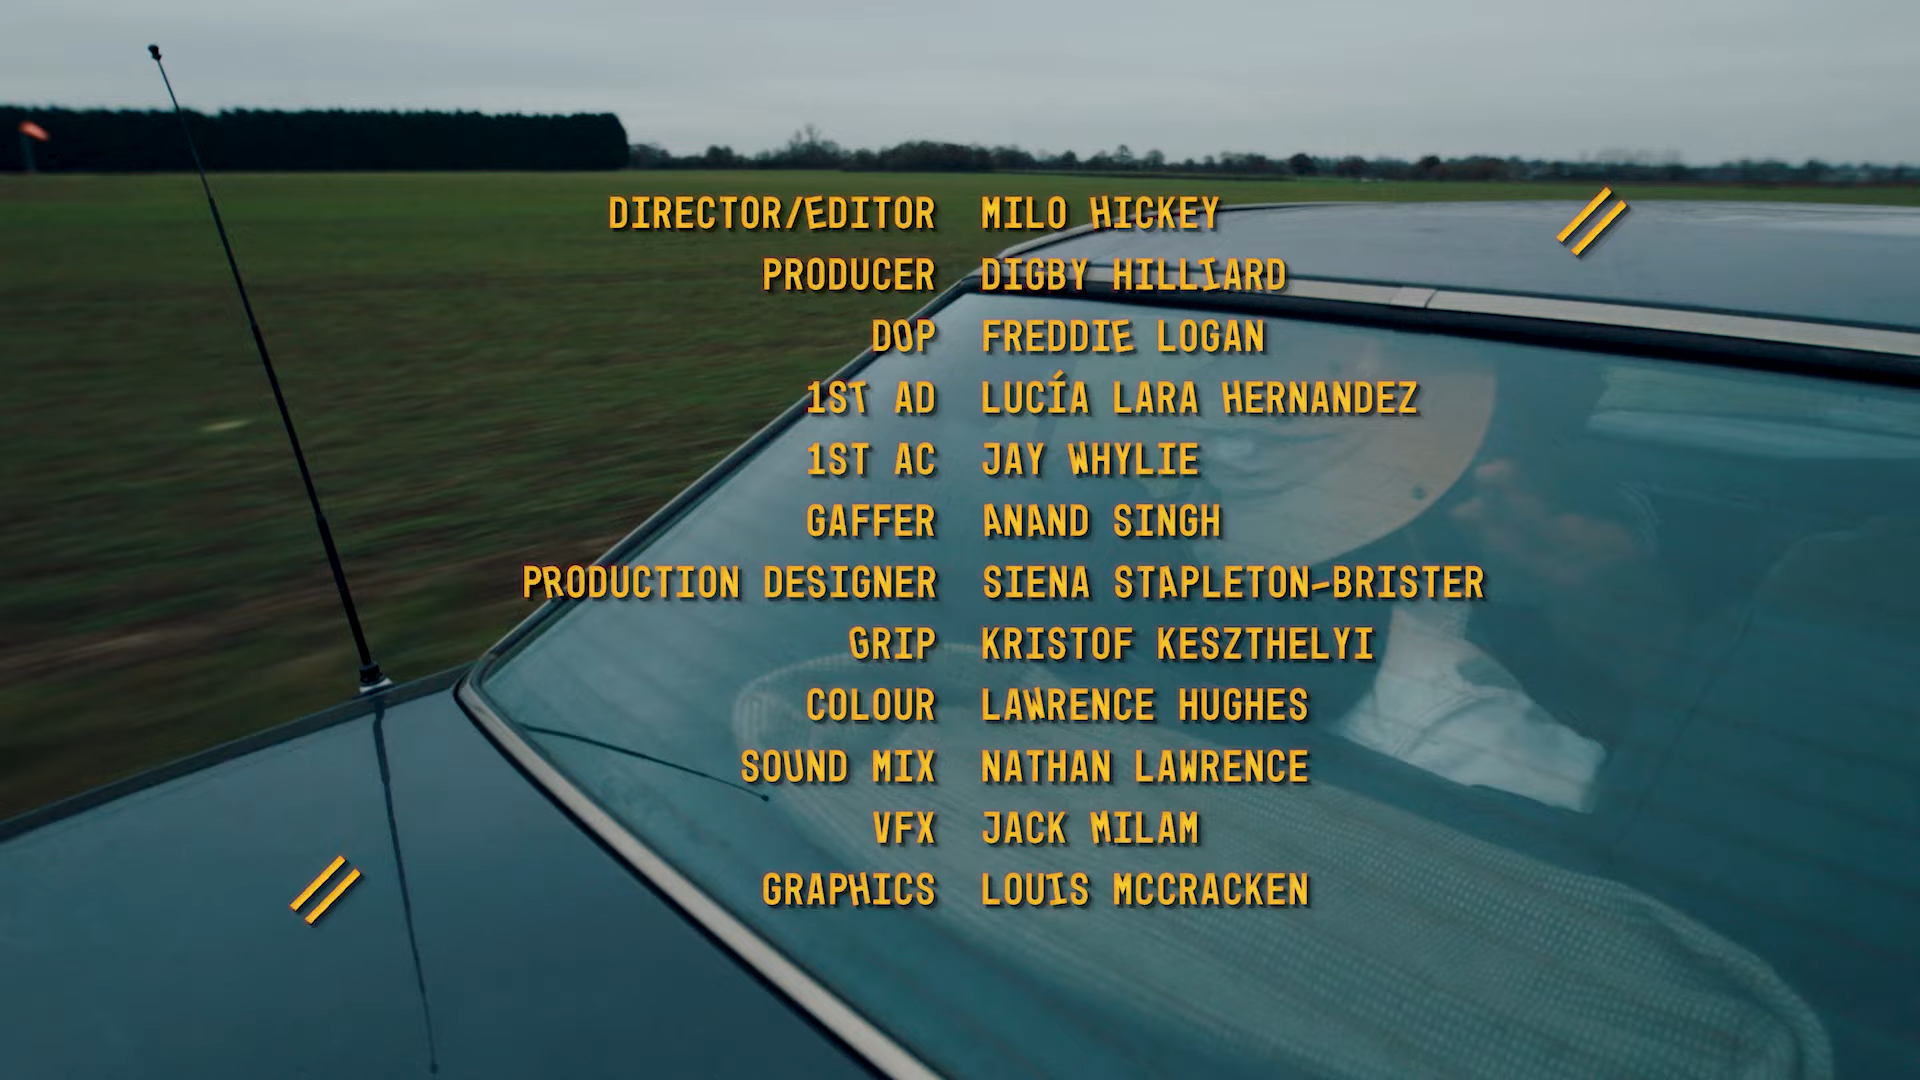 DIRECTOR/EDITOR MILO HICKEY
PRODUCER DIGBY HILLIARD
DOP FREDDIE LOGAN
1ST AD LUCÍA LARA HERNANDEZ
1ST AC JAY WHYLIE
GAFFER ANAND SINGH
PRODUCTION DESIGNER SIENA STAPLETON-BRISTER
GRIP KRISTOF KESZTHELYI
COLOUR LAWRENCE HUGHES
SOUND MIX NATHAN LAWRENCE
VFX JACK MILAM
GRAPHICS LOUIS MCCRACKEN